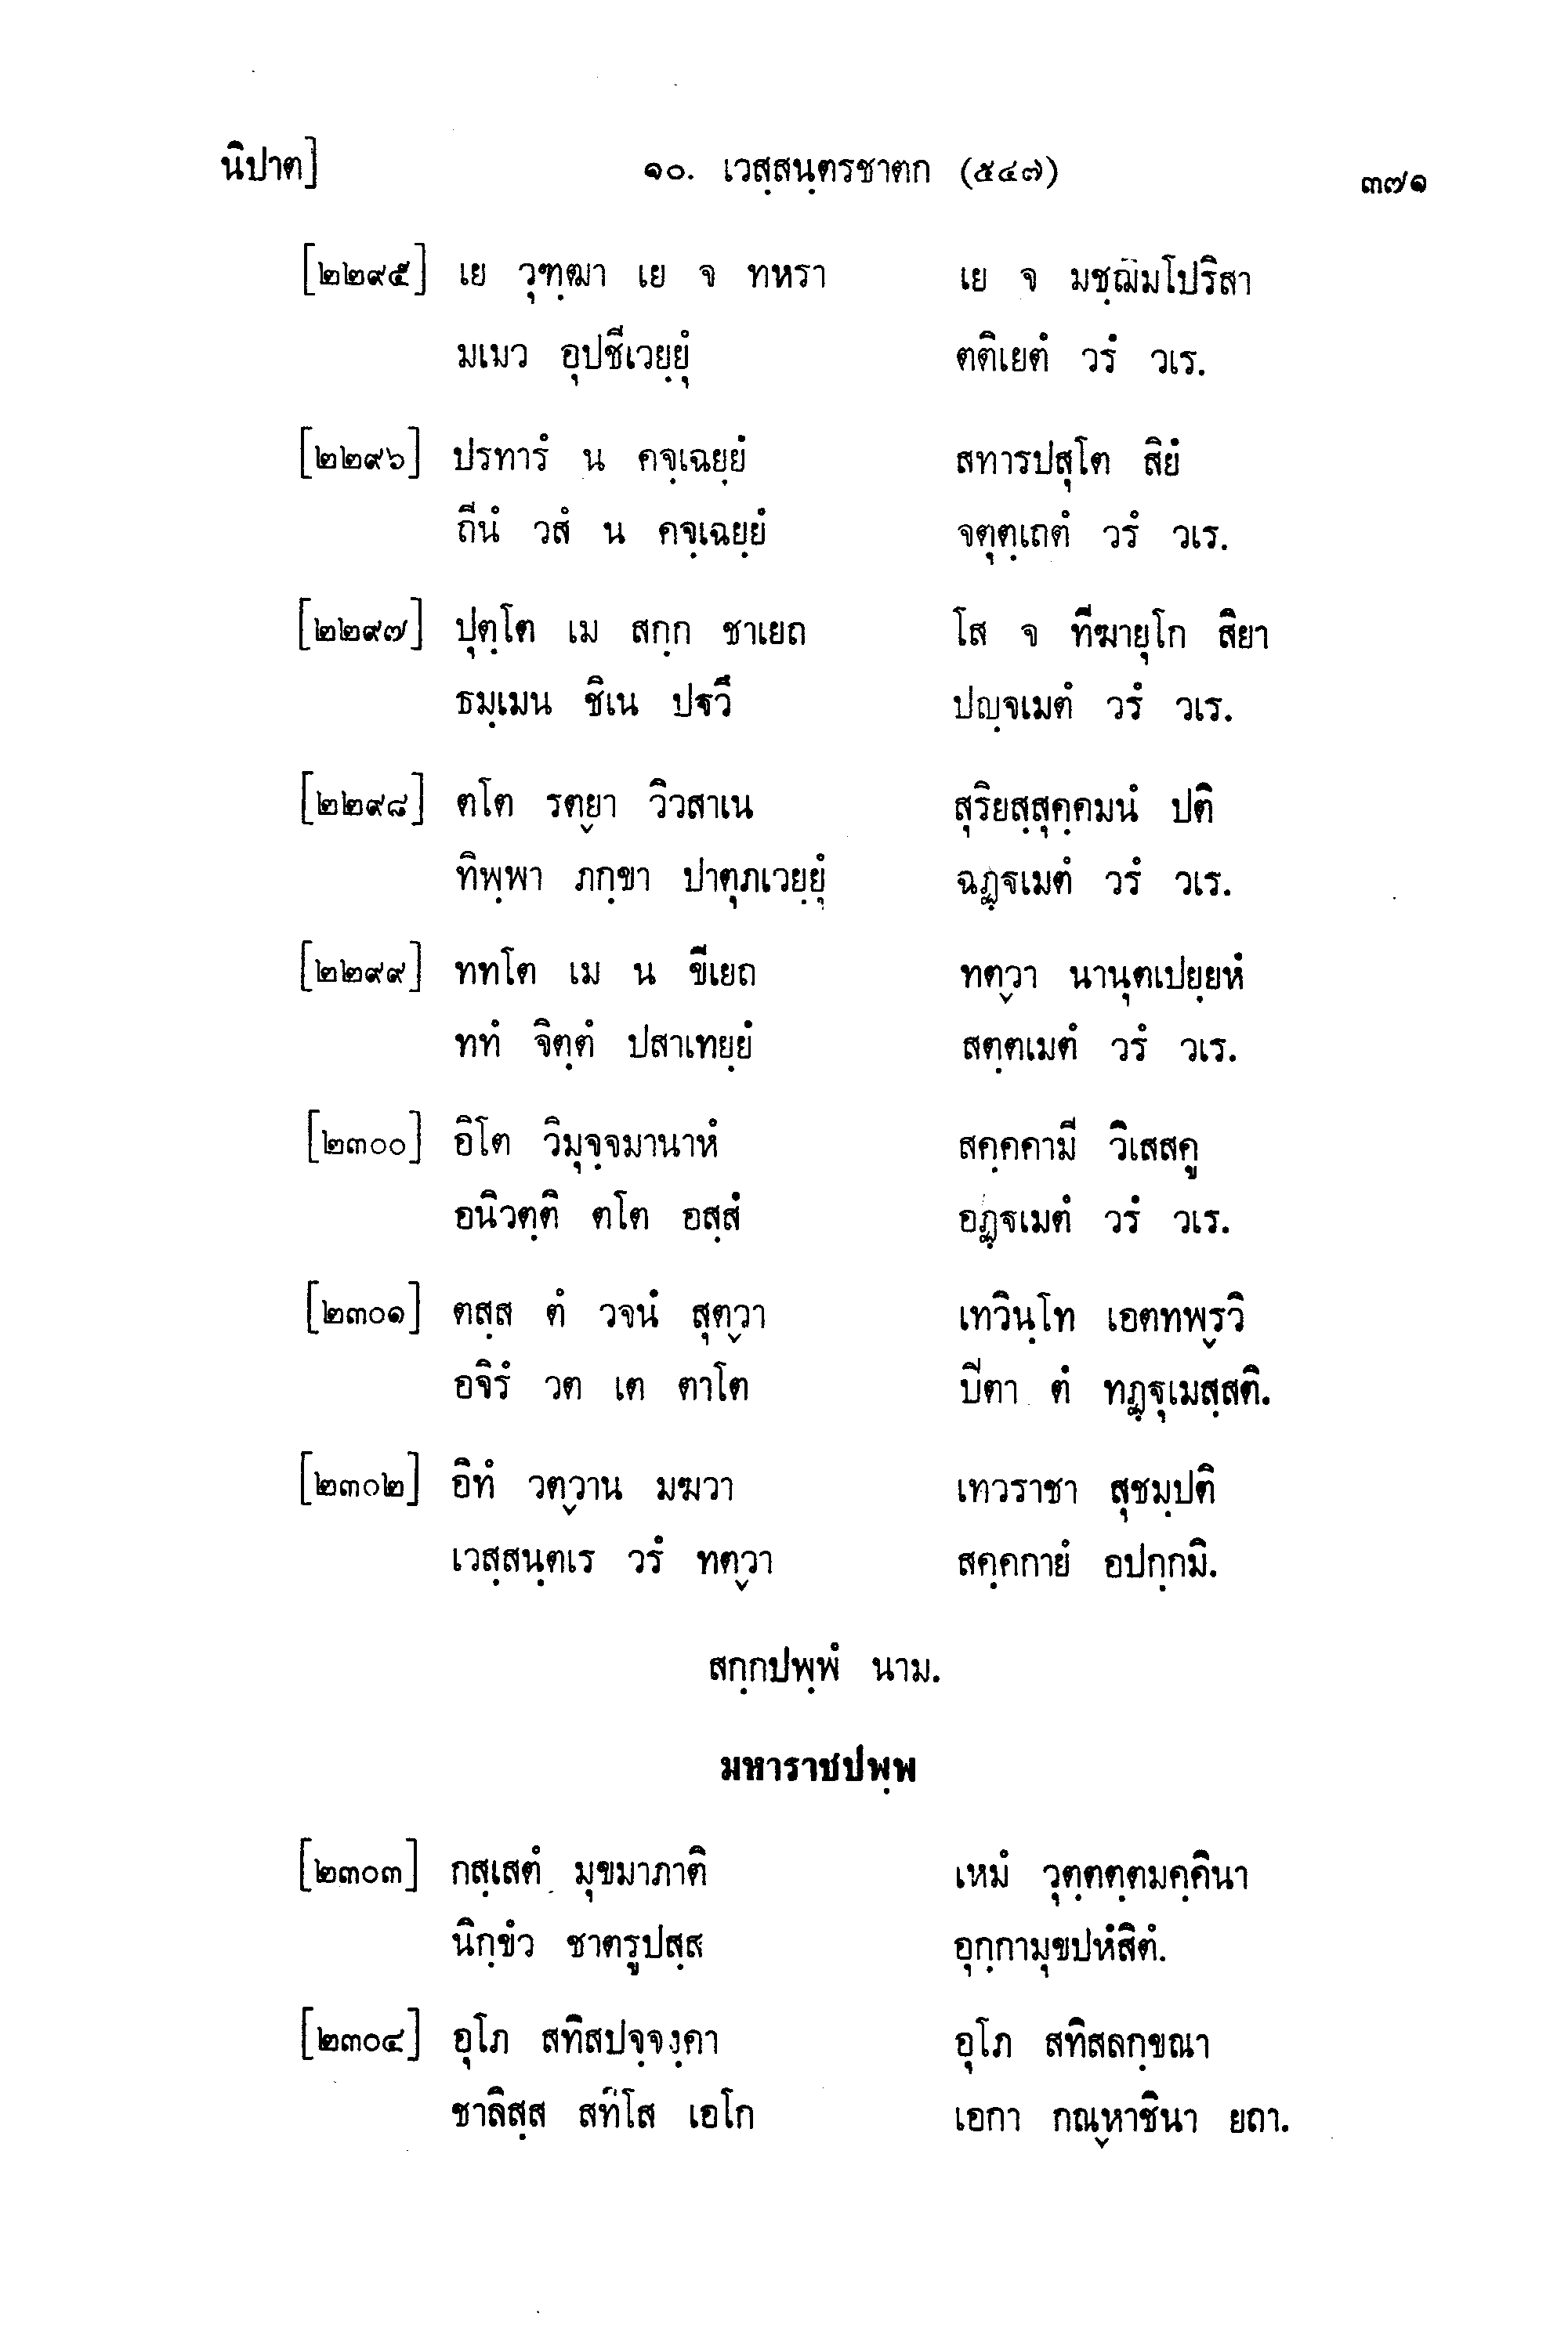 นิปาต] ๑๐. เวสฺสนฺตรชาตก (๕๔๗) ๓๗๑
[๒๒๙๕] เย วุฑฺฒา เย จ ทหรา เย จ มชฺฌิมโปริสา
มเมว อุปชีเวยฺยุํ ตติเยตํ วรํ วเร.
[๒๒๙๖] ปรทารํ น คจฺเฉยฺยํ สทารปสุโต สิยํ
ถีนํ วสํ น คจฺเฉยฺยํ จตุตฺเถตํ วรํ วเร.
[๒๒๙๗] ปุตฺโต เม สกฺก ชาเยถ โส จ ทีฆายุโก สิยา
ธมฺเมน ชิเน ปฐวึ ปญฺจเมตํ วรํ วเร.
[๒๒๙๘] ตโต รตฺยา วิวสาเน สุริยสฺสุคฺคมนํ ปติ
ทิพฺพา ภกฺขา ปาตุภเวยฺยุํ ฉฏฺฐเมตํ วรํ วเร.
[๒๒๙๙] ททโต เม น ขีเยถ ทตฺวา นานุตเปยฺยหํ
ททํ จิตฺตํ ปสาเทยฺยํ สตฺตเมตํ วรํ วเร.
[๒๓๐๐] อิโต วิมุจฺจมานาหํ สคฺคคามี วิเสสคู
อนิวตฺติ ตโต อสฺสํ อฏฺฐเมตํ วรํ วเร.
[๒๓๐๑] ตสฺส ตํ วจนํ สุตฺวา เทวินฺโท เอตทพฺรวิ
อจิรํ วต เต ตาโต ปีตา ตํ ทฏฺฐุเมสฺสติ.
[๒๓๐๒] อิทํ วตฺวาน มฆวา เทวราชา สุชมฺปติ
เวสฺสนฺตเร วรํ ทตฺวา สคฺคกายํ อปกฺกมิ.
สกฺกปพฺพํ นาม.
มหาราชปพฺพ
[๒๓๐๓] กสฺเสตํ มุขมาภาติ เหมํ วุตฺตตฺตมคฺคินา
นิกฺขํว ชาตรูปสฺส อุกฺกามุขปหํสิตํ.
[๒๓๐๔] อุโภ สทิสปจฺจงฺคา อุโภ สทิสลกฺขณา
ชาลิสฺส สทิโส เอโก เอกา กณฺหาชินา ยถา.